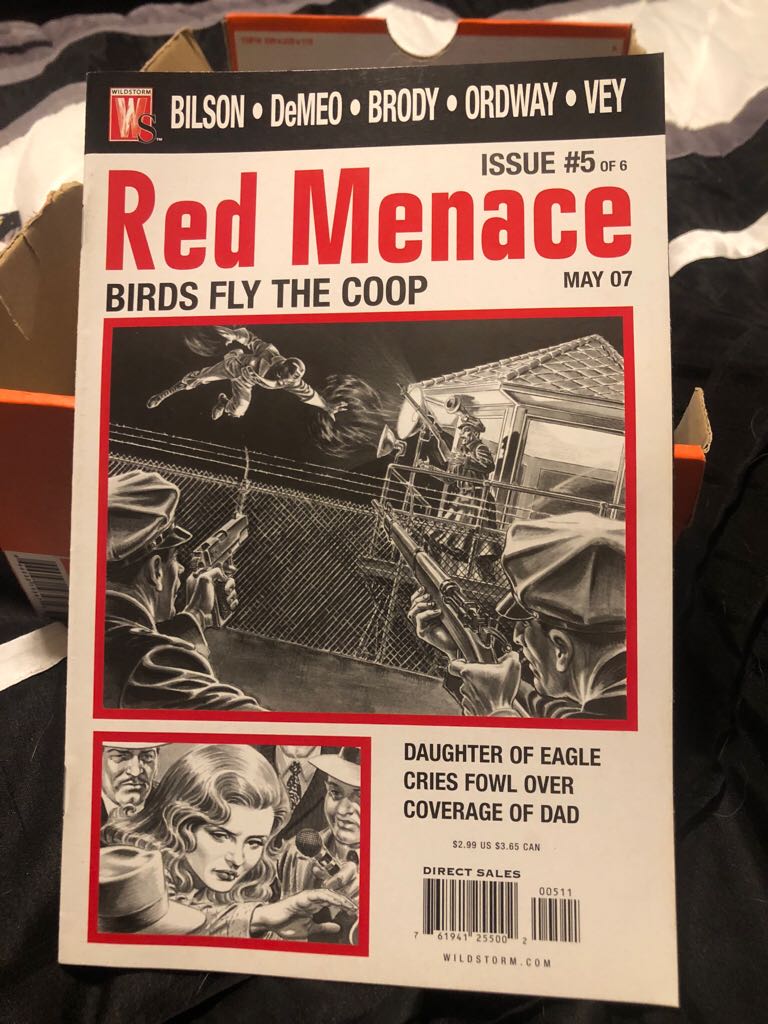 WILDSTORM
WS™
BILSON • DeMEO • BRODY • ORDWAY • VEY
ISSUE #5 OF 6
Red Menace
MAY 07
BIRDS FLY THE COOP
DAUGHTER OF EAGLE
CRIES FOWL OVER
COVERAGE OF DAD
$2.99 US $3.65 CAN
DIRECT SALES
00511
7 61941 25500 2
WILDSTORM.COM